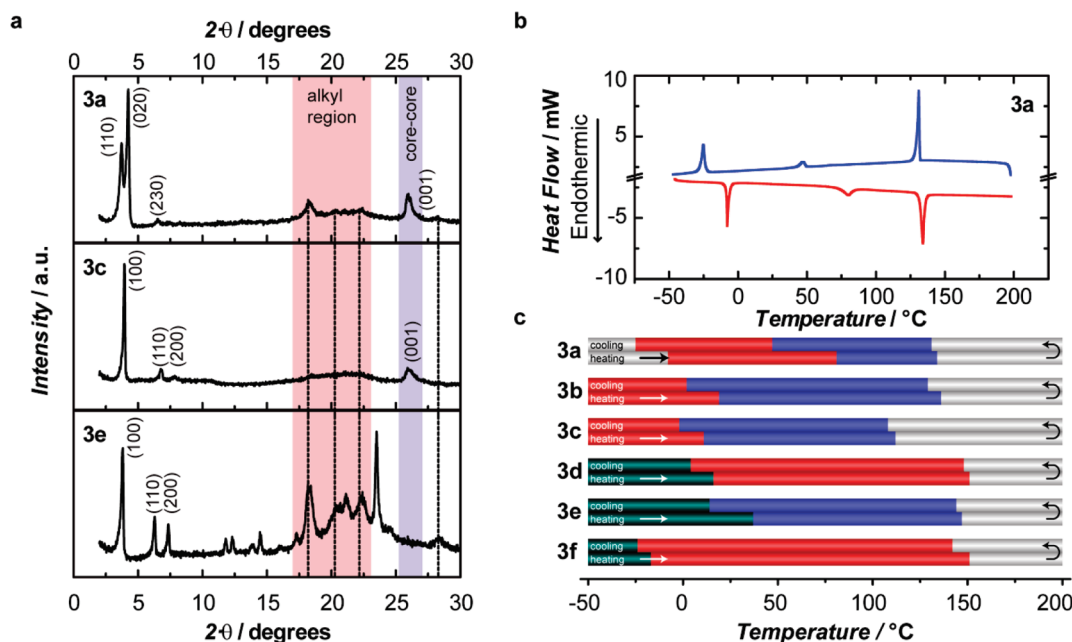 a
2·θ / degrees
0 5 10 15 20 25 30
3a
(110)
(020)
(230)
alkyl
region
core-core
(001)
3c
(100)
(110)
(200)
(001)
3e
(100)
(110)
(200)
Intensity / a.u.
0 5 10 15 20 25 30
2·θ / degrees
b
10
5
-5
-10
Heat Flow / mW
Endothermic
3a
-50 0 50 100 150 200
Temperature / °C
c
3a
cooling
heating
3b
cooling
heating
3c
cooling
heating
3d
cooling
heating
3e
cooling
heating
3f
cooling
heating
-50 0 50 100 150 200
Temperature / °C